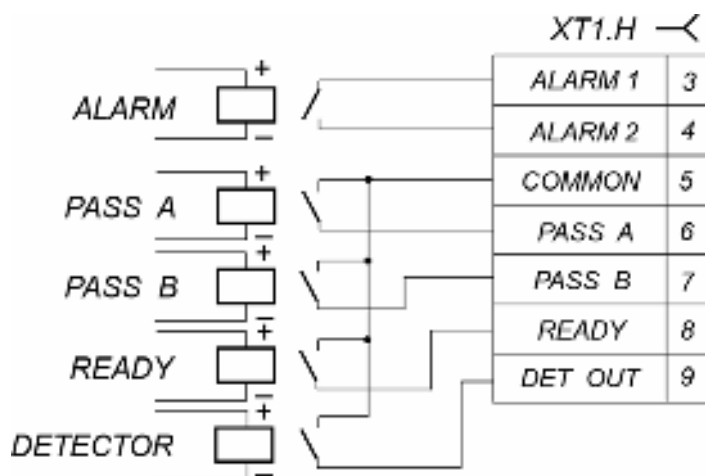 XT1.H
+
ALARM
−
ALARM 1 3
ALARM 2 4
+
PASS A
−
COMMON 5
PASS A 6
+
PASS B
−
PASS B 7
+
READY
−
READY 8
+
DETECTOR
−
DET OUT 9